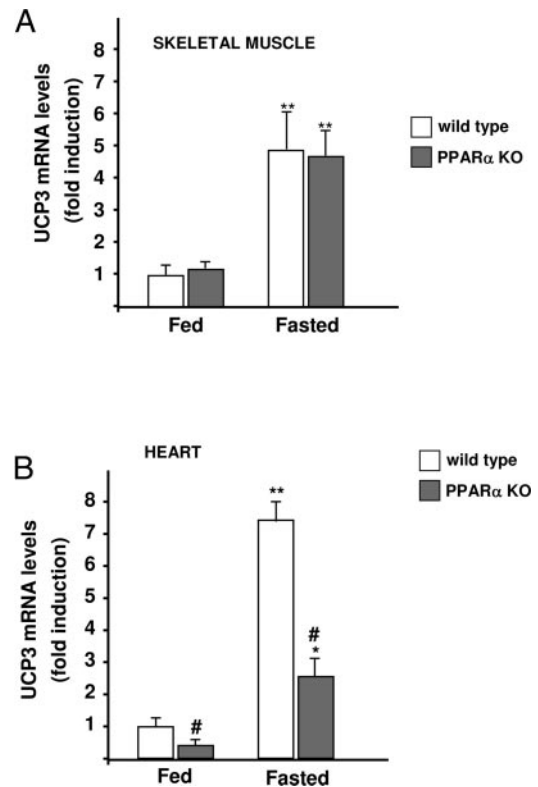 A
SKELETAL MUSCLE
UCP3 mRNA levels
(fold induction)
8
7
6
5
4
3
2
1
**
**
wild type
PPARα KO
Fed
Fasted
B
HEART
UCP3 mRNA levels
(fold induction)
8
7
6
5
4
3
2
1
#
**
#
*
wild type
PPARα KO
Fed
Fasted